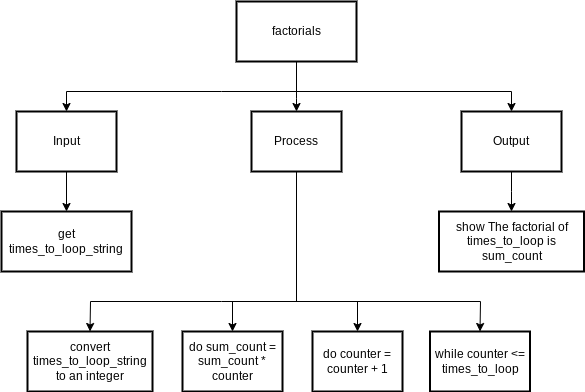 factorials
Input
Process
Output
get
times_to_loop_string
show The factorial of
times_to_loop is
sum_count
convert
times_to_loop_string
to an integer
do sum_count =
sum_count *
counter
do counter =
counter + 1
while counter <=
times_to_loop